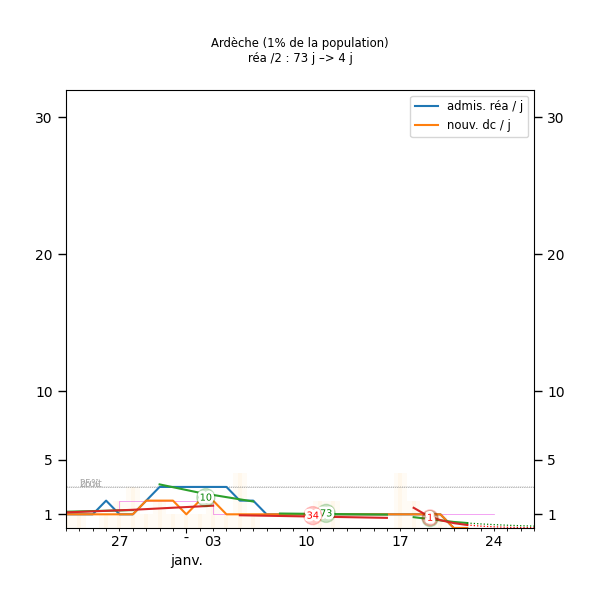 Ardèche (1% de la population)
réa /2 : 73 j –> 4 j
admis. réa / j
nouv. dc / j
30 30
20 20
10 10
5 5
1 1
10
34 73
1
27 - 03 10 17 24
janv.